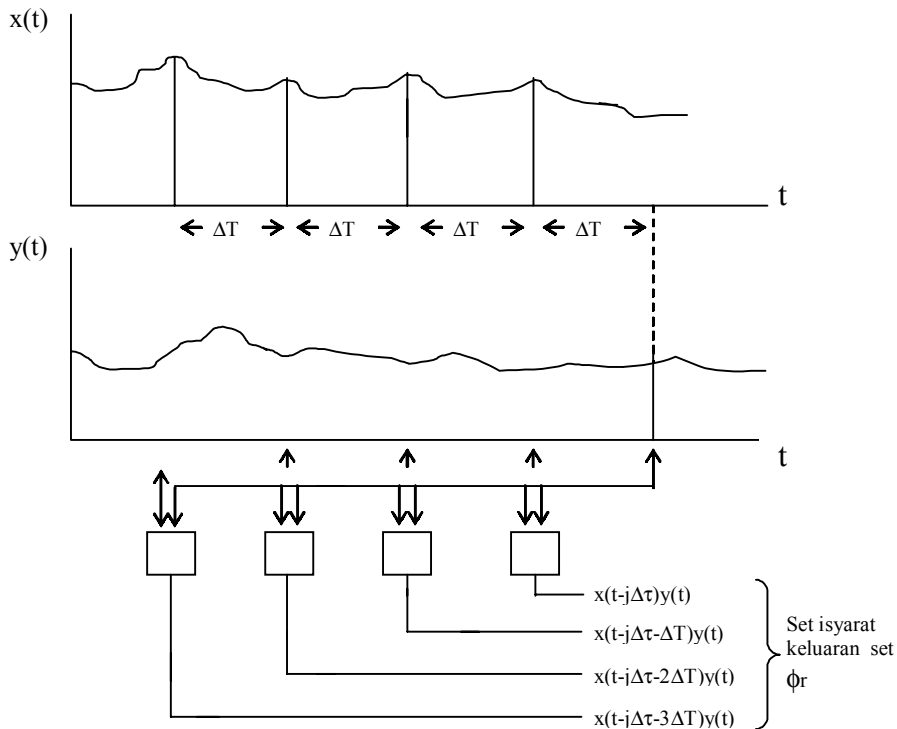 x(t)
t
ΔT ΔT ΔT ΔT
y(t)
t
x(t-jΔτ)y(t)
x(t-jΔτ-ΔT)y(t)
x(t-jΔτ-2ΔT)y(t)
x(t-jΔτ-3ΔT)y(t)
Set isyarat
keluaran set
ϕr